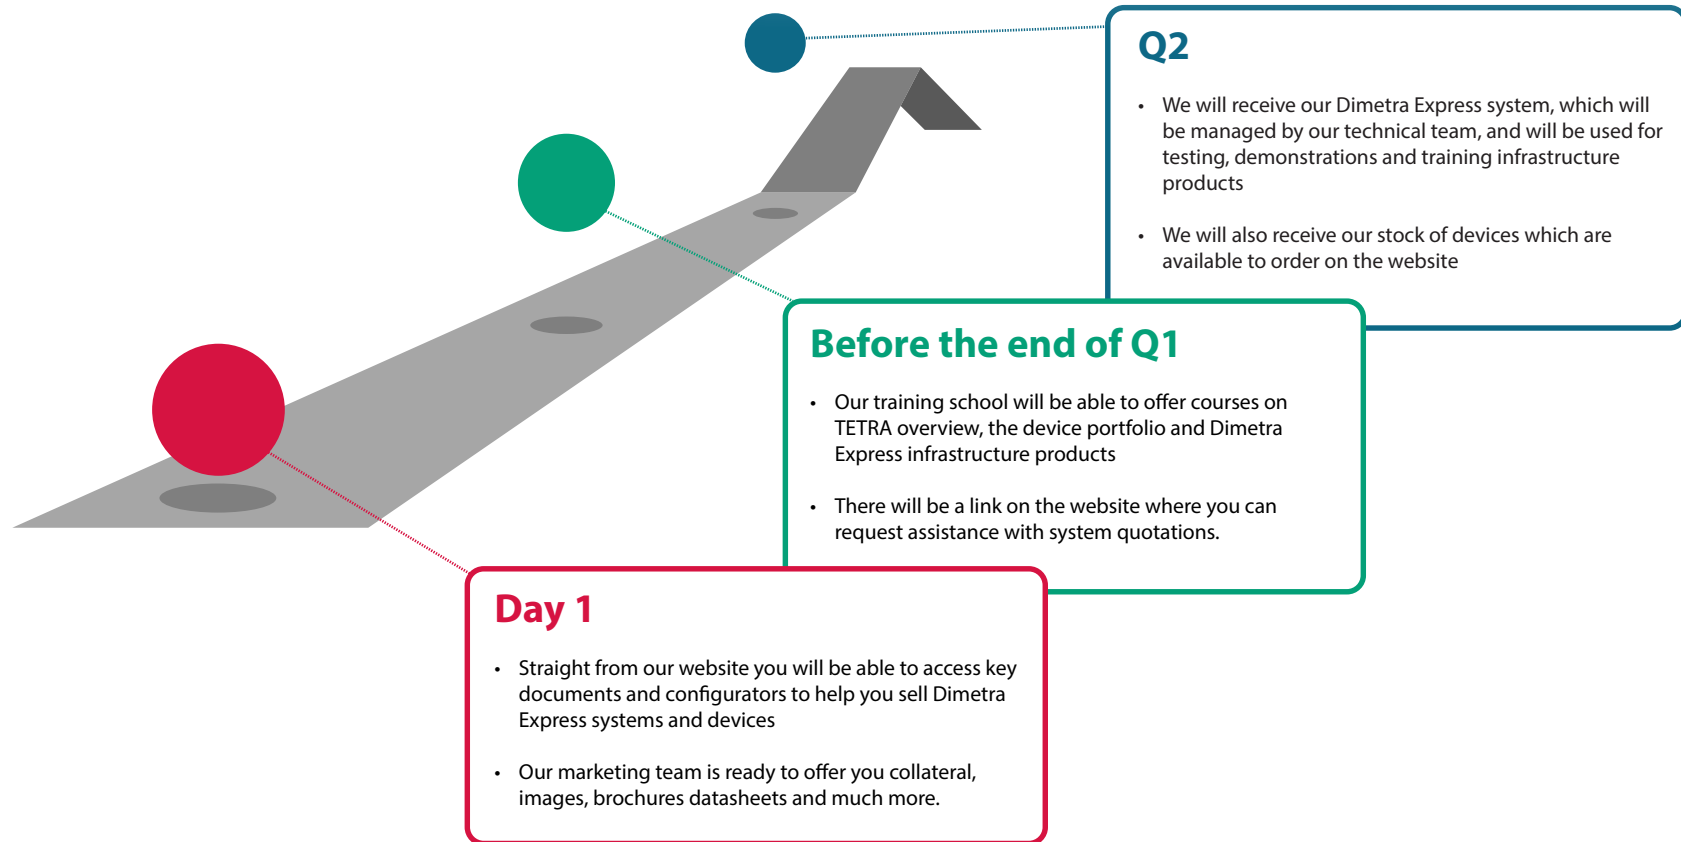 Q2
• We will receive our Dimetra Express system, which will
be managed by our technical team, and will be used for
testing, demonstrations and training infrastructure
products
• We will also receive our stock of devices which are
available to order on the website
Before the end of Q1
• Our training school will be able to offer courses on
TETRA overview, the device portfolio and Dimetra
Express infrastructure products
• There will be a link on the website where you can
request assistance with system quotations.
Day 1
• Straight from our website you will be able to access key
documents and configurators to help you sell Dimetra
Express systems and devices
• Our marketing team is ready to offer you collateral,
images, brochures datasheets and much more.